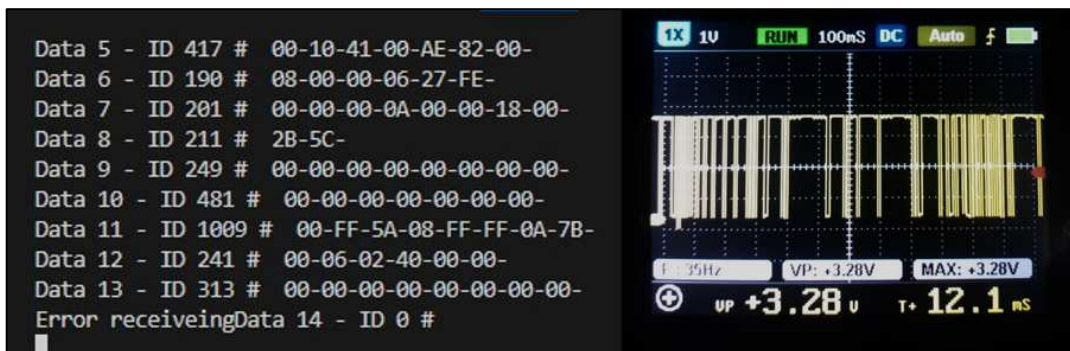 Data 5 - ID 417 #  00-10-41-00-AE-82-00-
Data 6 - ID 190 #  08-00-00-06-27-FE-
Data 7 - ID 201 #  00-00-00-0A-00-00-18-00-
Data 8 - ID 211 #  2B-5C-
Data 9 - ID 249 #  00-00-00-00-00-00-00-00-
Data 10 - ID 481 #  00-00-00-00-00-00-00-
Data 11 - ID 1009 #  00-FF-5A-08-FF-FF-0A-7B-
Data 12 - ID 241 #  00-06-02-40-00-00-
Data 13 - ID 313 #  00-00-00-00-00-00-00-00-
Error receiveingData 14 - ID 0 #
1X 1V RUN 100mS DC Auto
F : 35Hz VP: +3.28V MAX: +3.28V
VP +3.28 V T+ 12.1 mS